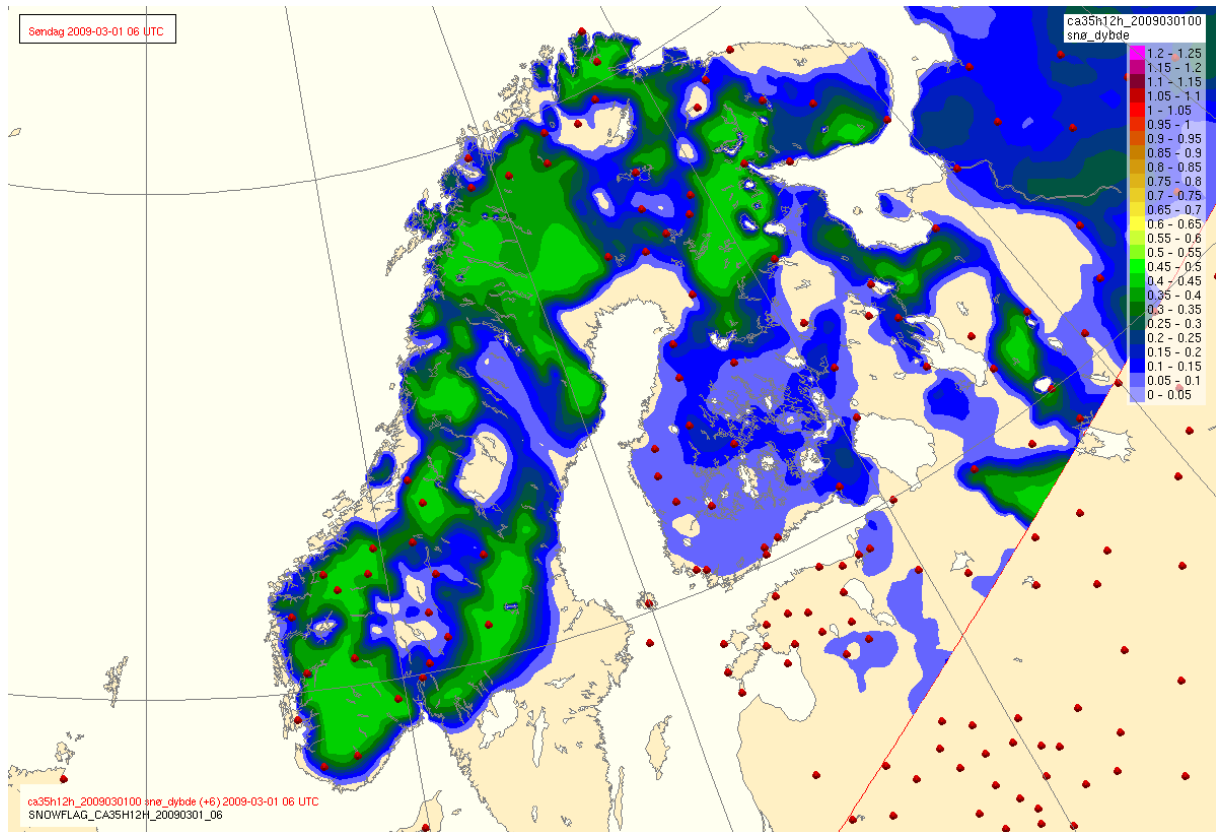 Søndag 2009-03-01 06 UTC
ca35h12h_2009030100
snø_dybde
1.2 - 1.25
1.15 - 1.2
1.1 - 1.15
1.05 - 1.1
1 - 1.05
0.95 - 1
0.9 - 0.95
0.85 - 0.9
0.8 - 0.85
0.75 - 0.8
0.7 - 0.75
0.65 - 0.7
0.6 - 0.65
0.55 - 0.6
0.5 - 0.55
0.45 - 0.5
0.4 - 0.45
0.35 - 0.4
0.3 - 0.35
0.25 - 0.3
0.2 - 0.25
0.15 - 0.2
0.1 - 0.15
0.05 - 0.1
0 - 0.05
ca35h12h_2009030100 snø_dybde (+6) 2009-03-01 06 UTC
SNOWFLAG_CA35H12H_20090301_06